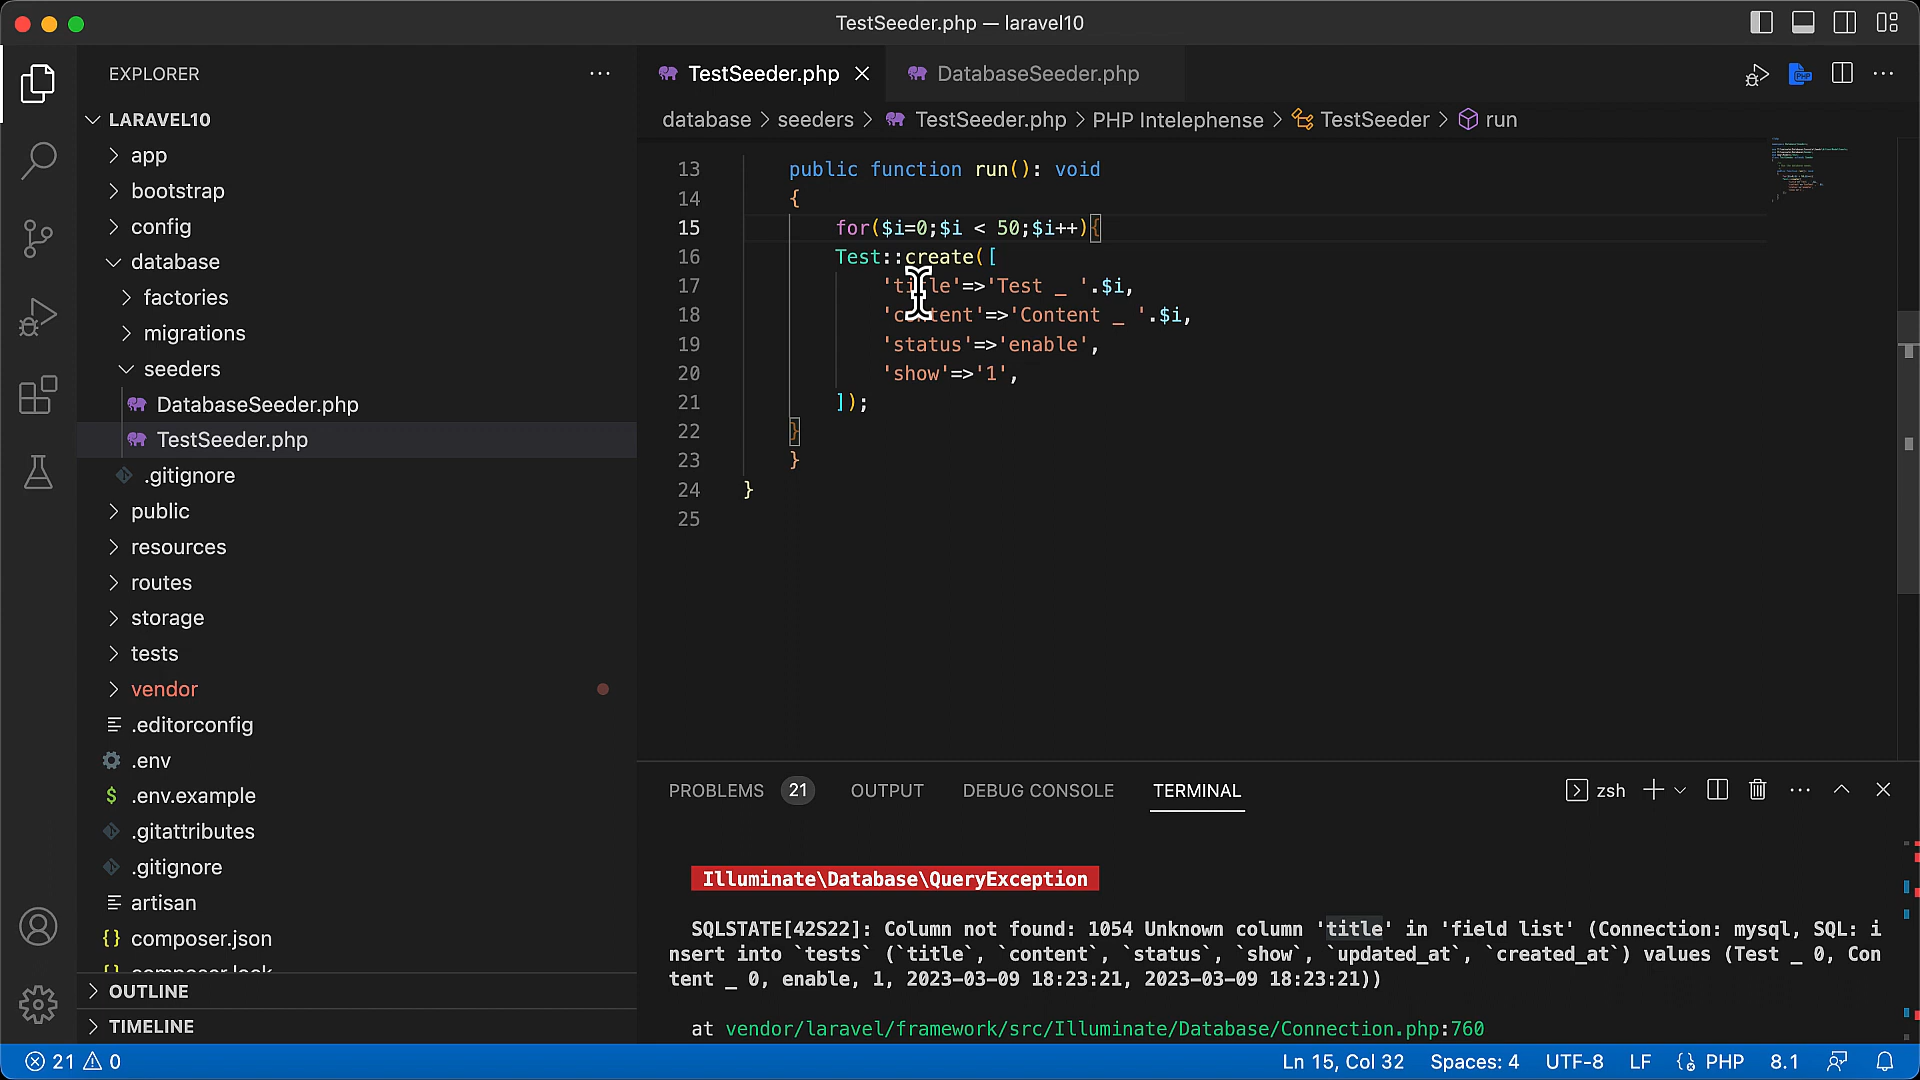 TestSeeder.php — laravel10
EXPLORER
LARAVEL10
app
bootstrap
config
database
factories
migrations
seeders
DatabaseSeeder.php
TestSeeder.php
.gitignore
public
resources
routes
storage
tests
vendor
.editorconfig
.env
$ .env.example
.gitattributes
.gitignore
artisan
{} composer.json
{} composer.lock
OUTLINE
TIMELINE
TestSeeder.php
DatabaseSeeder.php
database > seeders > TestSeeder.php > PHP Intelephense > TestSeeder > run
13 public function run(): void
14 {
15 for($i=0;$i < 50;$i++){
16 Test::create([
17 'title'=>'Test _ '.$i,
18 'content'=>'Content _ '.$i,
19 'status'=>'enable',
20 'show'=>'1',
21 ]);
22 }
23 }
24 }
25
PROBLEMS 21 OUTPUT DEBUG CONSOLE TERMINAL zsh
Illuminate\Database\QueryException
SQLSTATE[42S22]: Column not found: 1054 Unknown column 'title' in 'field list' (Connection: mysql, SQL: i
nsert into `tests` (`title`, `content`, `status`, `show`, `updated_at`, `created_at`) values (Test _ 0, Con
tent _ 0, enable, 1, 2023-03-09 18:23:21, 2023-03-09 18:23:21))
at vendor/laravel/framework/src/Illuminate/Database/Connection.php:760
21 0 Ln 15, Col 32 Spaces: 4 UTF-8 LF PHP 8.1